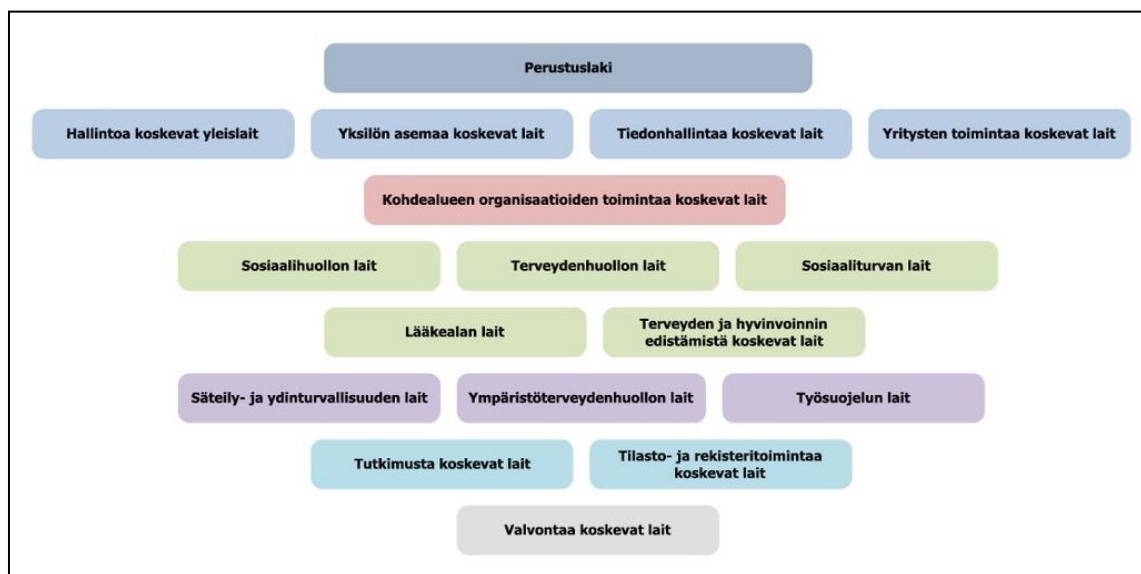 Perustuslaki
Hallintoa koskevat yleislait
Yksilön asemaa koskevat lait
Tiedonhallintaa koskevat lait
Yritysten toimintaa koskevat lait
Kohdealueen organisaatioiden toimintaa koskevat lait
Sosiaalihuollon lait
Terveydenhuollon lait
Sosiaaliturvan lait
Lääkealan lait
Terveyden ja hyvinvoinnin
edistämistä koskevat lait
Säteily- ja ydinturvallisuuden lait
Ympäristöterveydenhuollon lait
Työsuojelun lait
Tutkimusta koskevat lait
Tilasto- ja rekisteritoimintaa
koskevat lait
Valvontaa koskevat lait